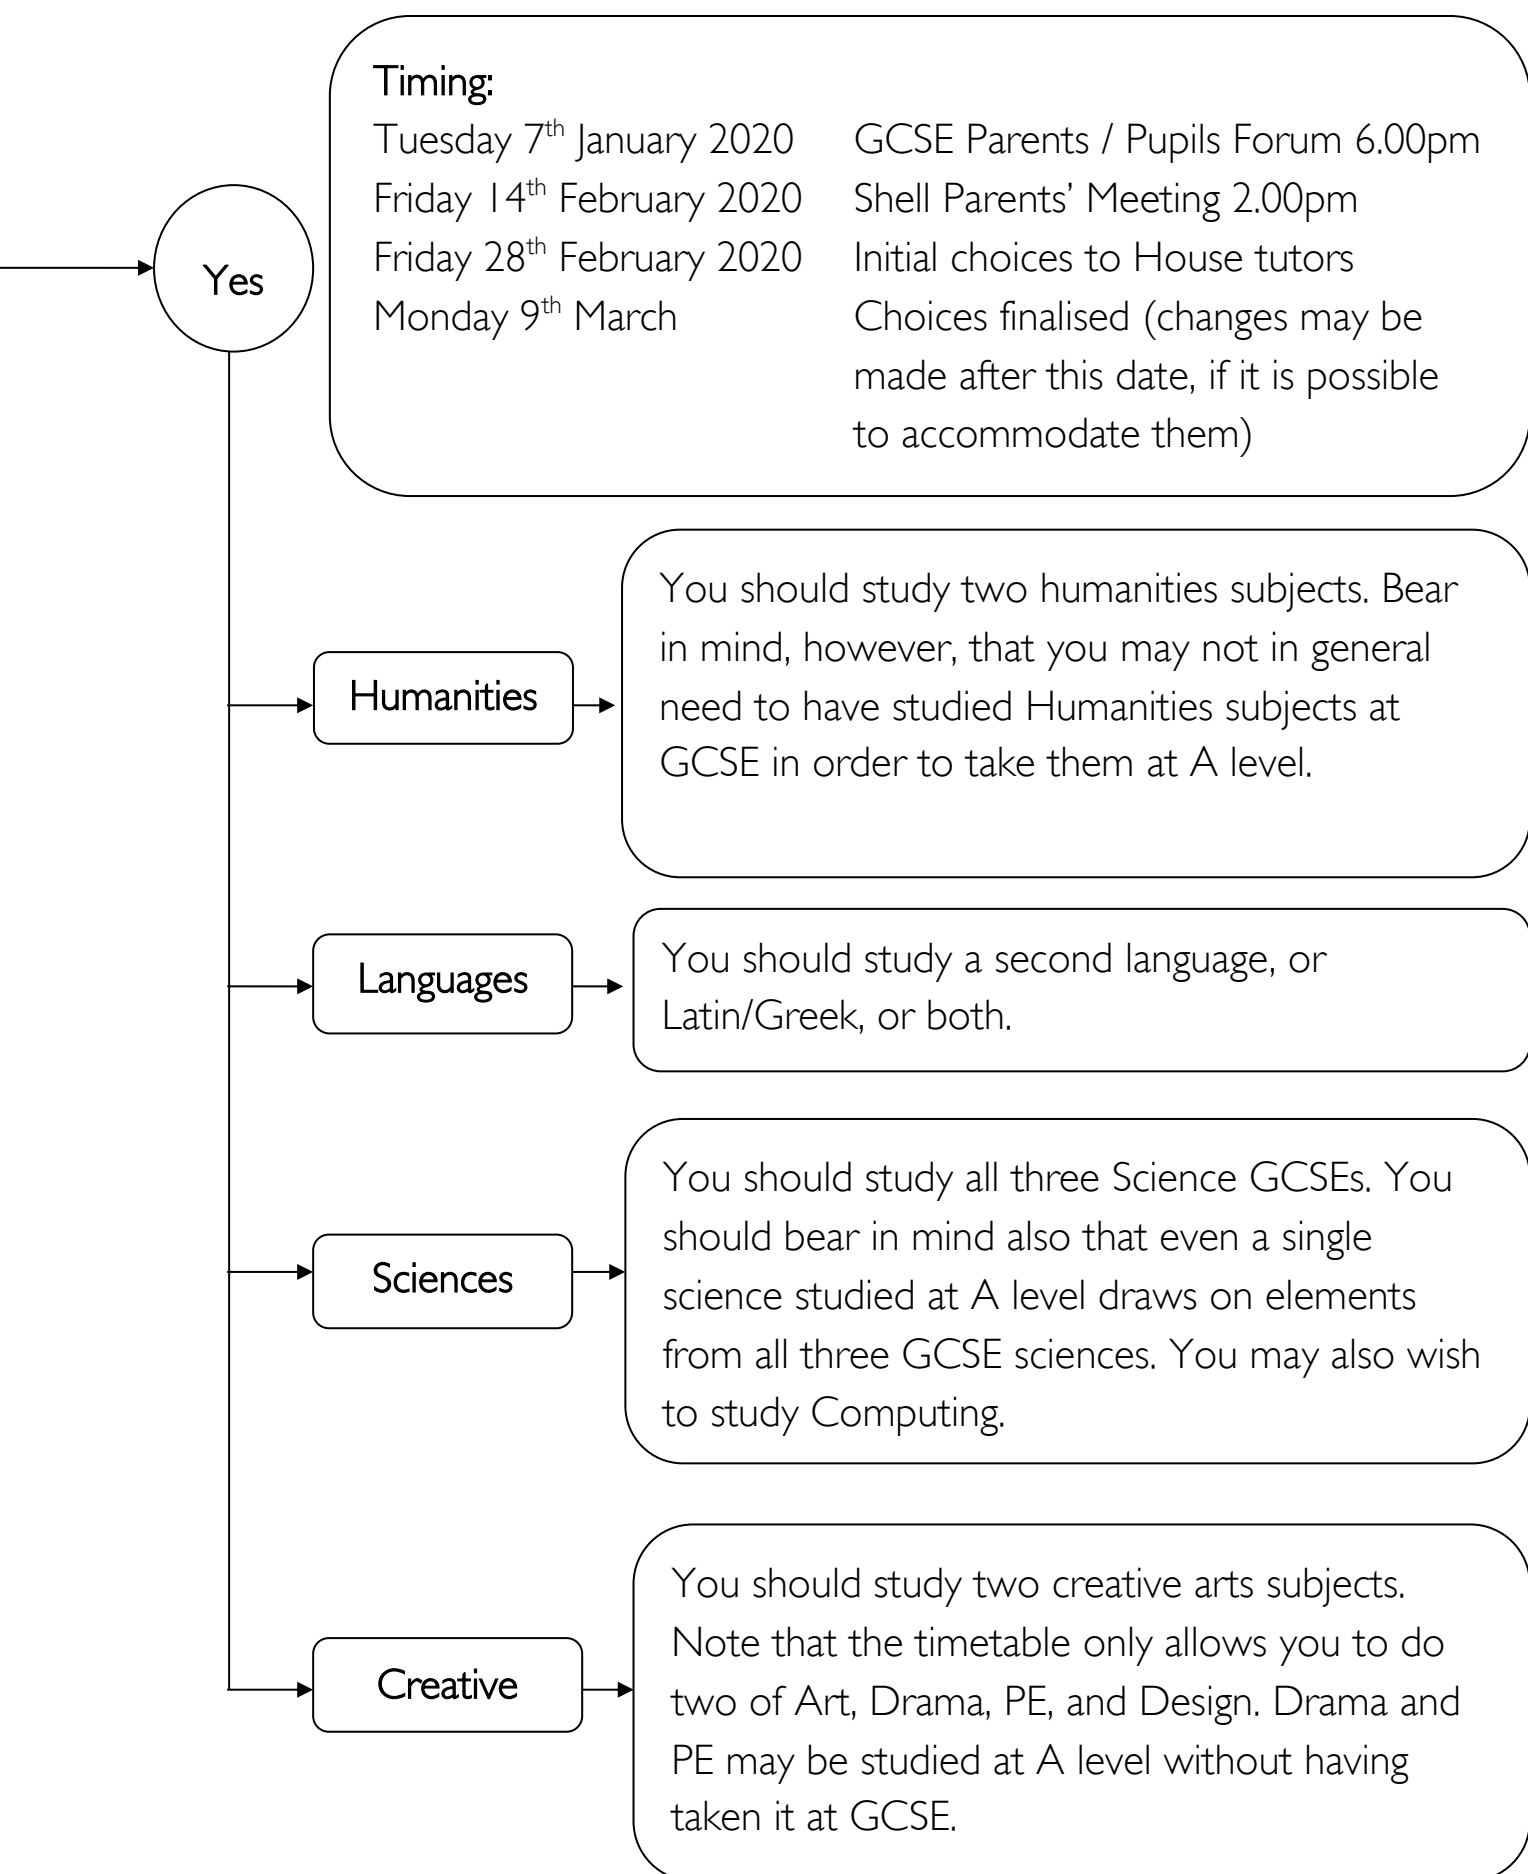 Timing:
Tuesday 7th January 2020 GCSE Parents / Pupils Forum 6.00pm
Friday 14th February 2020 Shell Parents’ Meeting 2.00pm
Friday 28th February 2020 Initial choices to House tutors
Monday 9th March Choices finalised (changes may be
made after this date, if it is possible
to accommodate them)
Yes
You should study two humanities subjects. Bear
in mind, however, that you may not in general
need to have studied Humanities subjects at
GCSE in order to take them at A level.
Humanities
You should study a second language, or
Latin/Greek, or both.
Languages
You should study all three Science GCSEs. You
should bear in mind also that even a single
science studied at A level draws on elements
from all three GCSE sciences. You may also wish
to study Computing.
Sciences
You should study two creative arts subjects.
Note that the timetable only allows you to do
two of Art, Drama, PE, and Design. Drama and
PE may be studied at A level without having
taken it at GCSE.
Creative